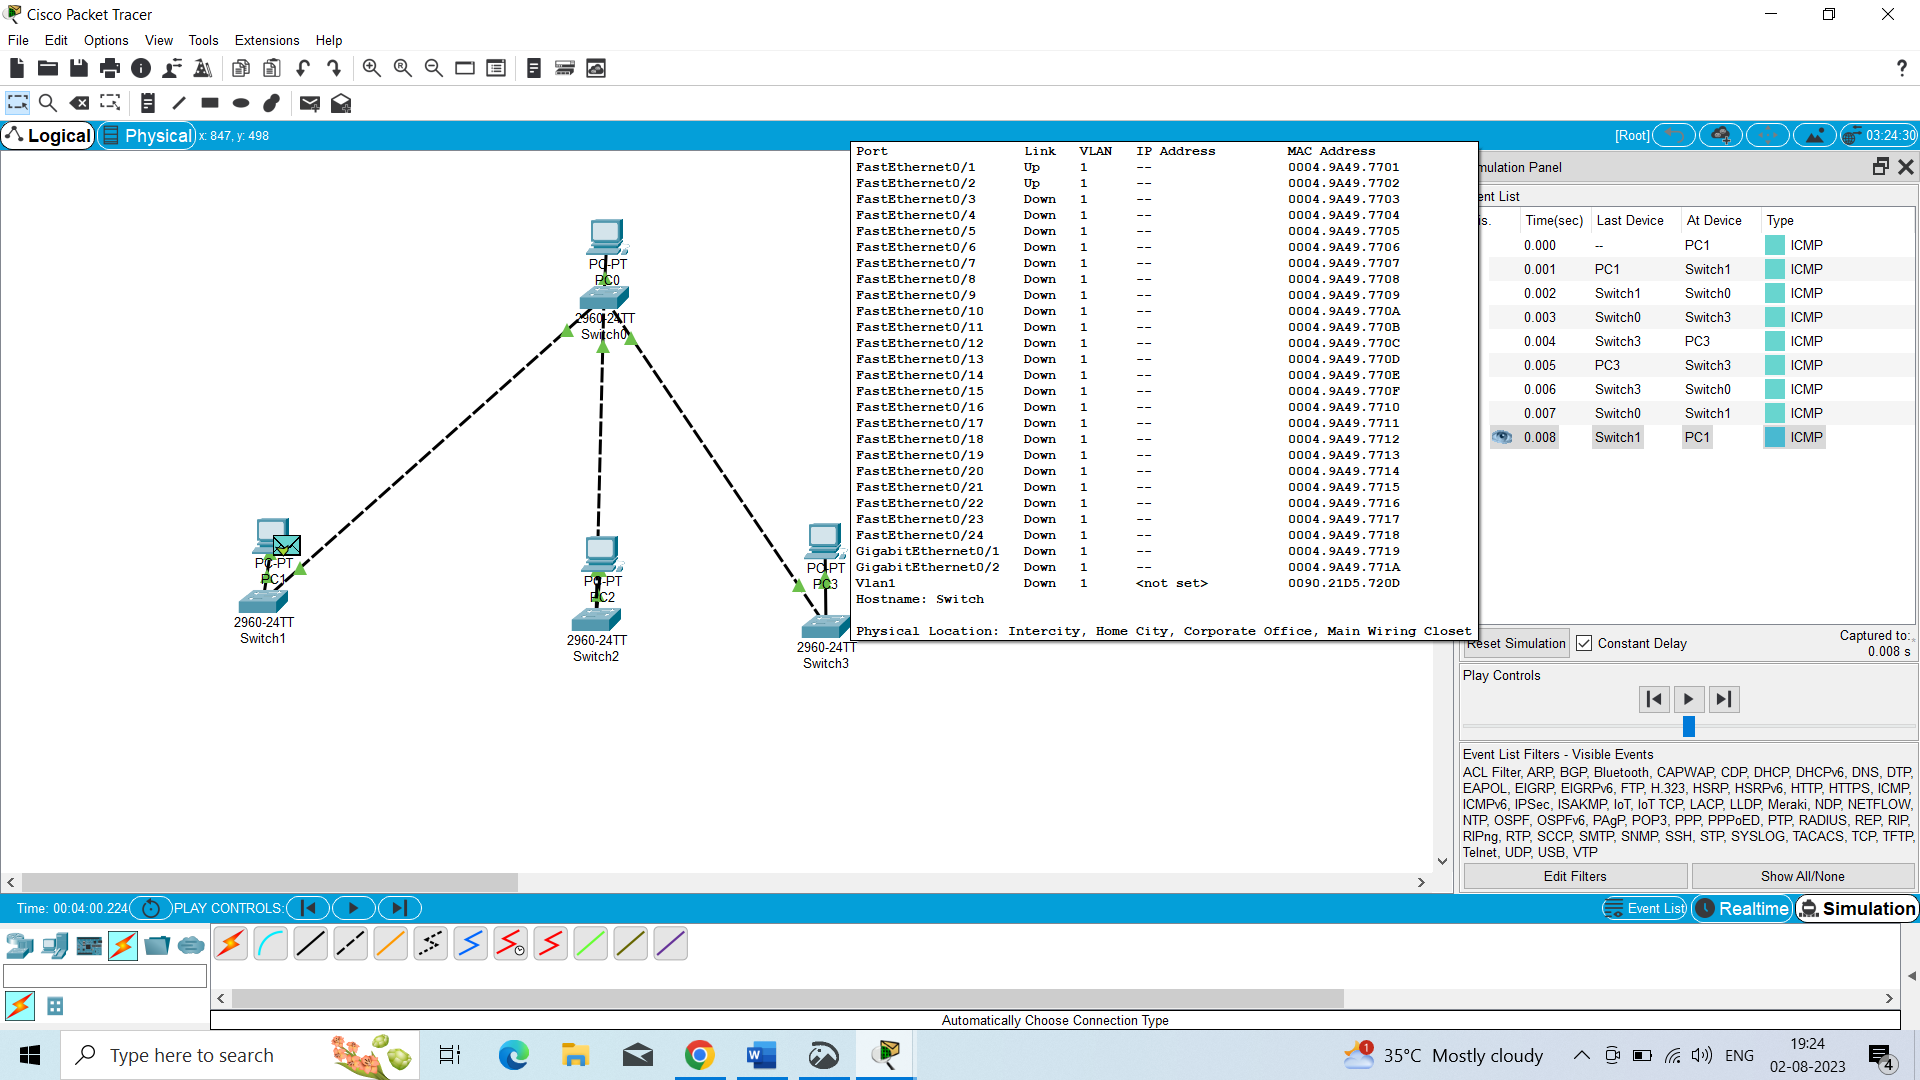 Cisco Packet Tracer
File Edit Options View Tools Extensions Help
Logical Physical x: 847, y: 498 [Root] 03:24:30
PC-PT
PC0
2960-24TT
Switch0
PC-PT
PC1
2960-24TT
Switch1
PC-PT
PC2
2960-24TT
Switch2
PC-PT
PC3
2960-24TT
Switch3
Port Link VLAN IP Address MAC Address
FastEthernet0/1 Up 1 -- 0004.9A49.7701
FastEthernet0/2 Up 1 -- 0004.9A49.7702
FastEthernet0/3 Down 1 -- 0004.9A49.7703
FastEthernet0/4 Down 1 -- 0004.9A49.7704
FastEthernet0/5 Down 1 -- 0004.9A49.7705
FastEthernet0/6 Down 1 -- 0004.9A49.7706
FastEthernet0/7 Down 1 -- 0004.9A49.7707
FastEthernet0/8 Down 1 -- 0004.9A49.7708
FastEthernet0/9 Down 1 -- 0004.9A49.7709
FastEthernet0/10 Down 1 -- 0004.9A49.770A
FastEthernet0/11 Down 1 -- 0004.9A49.770B
FastEthernet0/12 Down 1 -- 0004.9A49.770C
FastEthernet0/13 Down 1 -- 0004.9A49.770D
FastEthernet0/14 Down 1 -- 0004.9A49.770E
FastEthernet0/15 Down 1 -- 0004.9A49.770F
FastEthernet0/16 Down 1 -- 0004.9A49.7710
FastEthernet0/17 Down 1 -- 0004.9A49.7711
FastEthernet0/18 Down 1 -- 0004.9A49.7712
FastEthernet0/19 Down 1 -- 0004.9A49.7713
FastEthernet0/20 Down 1 -- 0004.9A49.7714
FastEthernet0/21 Down 1 -- 0004.9A49.7715
FastEthernet0/22 Down 1 -- 0004.9A49.7716
FastEthernet0/23 Down 1 -- 0004.9A49.7717
FastEthernet0/24 Down 1 -- 0004.9A49.7718
GigabitEthernet0/1 Down 1 -- 0004.9A49.7719
GigabitEthernet0/2 Down 1 -- 0004.9A49.771A
Vlan1 Down 1 <not set> 0090.21D5.720D
Hostname: Switch
Physical Location: Intercity, Home City, Corporate Office, Main Wiring Closet
mulation Panel
ent List
is. Time(sec) Last Device At Device Type
0.000 -- PC1 ICMP
0.001 PC1 Switch1 ICMP
0.002 Switch1 Switch0 ICMP
0.003 Switch0 Switch3 ICMP
0.004 Switch3 PC3 ICMP
0.005 PC3 Switch3 ICMP
0.006 Switch3 Switch0 ICMP
0.007 Switch0 Switch1 ICMP
0.008 Switch1 PC1 ICMP
Reset Simulation Constant Delay Captured to:
0.008 s
Play Controls
Event List Filters - Visible Events
ACL Filter, ARP, BGP, Bluetooth, CAPWAP, CDP, DHCP, DHCPv6, DNS, DTP,
EAPOL, EIGRP, EIGRPv6, FTP, H.323, HSRP, HSRPv6, HTTP, HTTPS, ICMP,
ICMPv6, IPSec, ISAKMP, IoT, IoT TCP, LACP, LLDP, Meraki, NDP, NETFLOW,
NTP, OSPF, OSPFv6, PAgP, POP3, PPP, PPPoED, PTP, RADIUS, REP, RIP,
RIPng, RTP, SCCP, SMTP, SNMP, SSH, STP, SYSLOG, TACACS, TCP, TFTP,
Telnet, UDP, USB, VTP
Edit Filters Show All/None
Time: 00:04:00.224 PLAY CONTROLS: Event List Realtime Simulation
Automatically Choose Connection Type
Type here to search
1 35°C Mostly cloudy ENG 19:24
02-08-2023 4